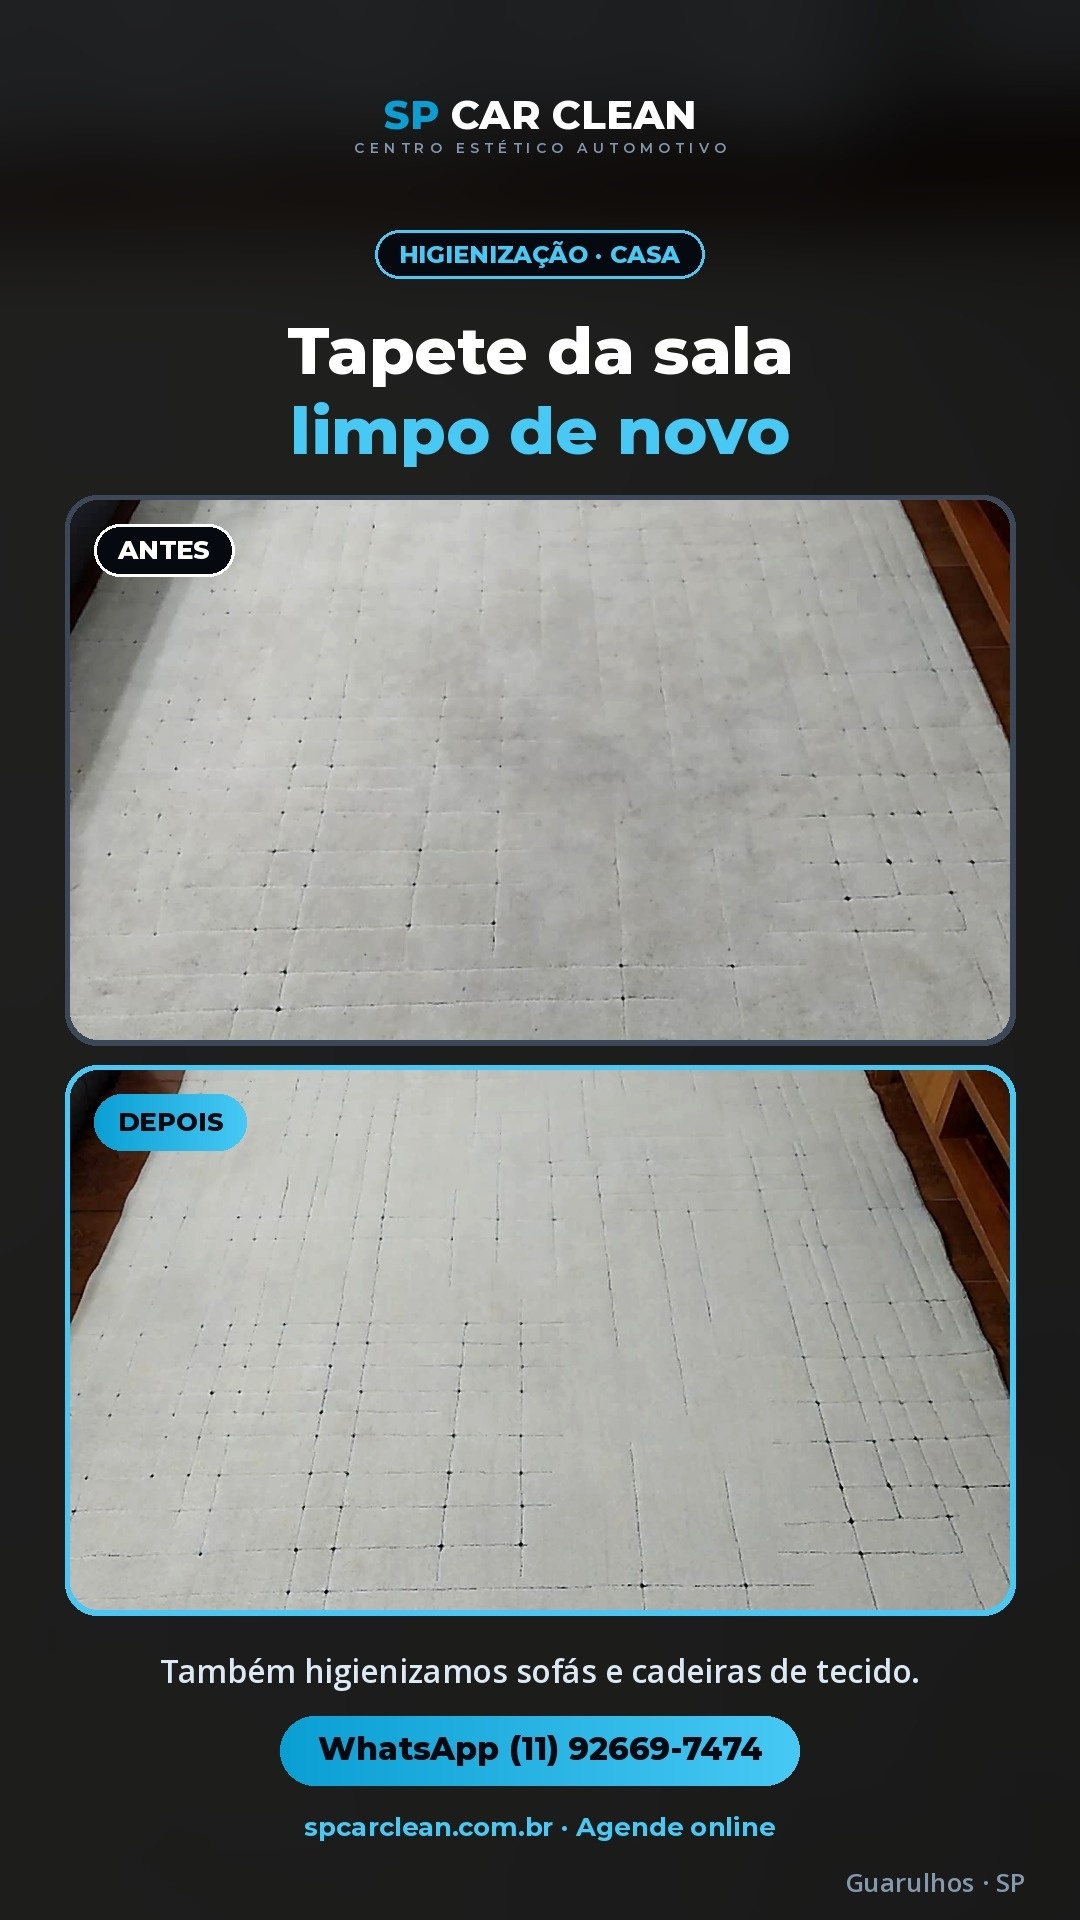 SP CAR CLEAN
CENTRO ESTÉTICO AUTOMOTIVO
HIGIENIZAÇÃO · CASA
Tapete da sala
limpo de novo
ANTES
DEPOIS
Também higienizamos sofás e cadeiras de tecido.
WhatsApp (11) 92669-7474
spcarclean.com.br · Agende online
Guarulhos · SP